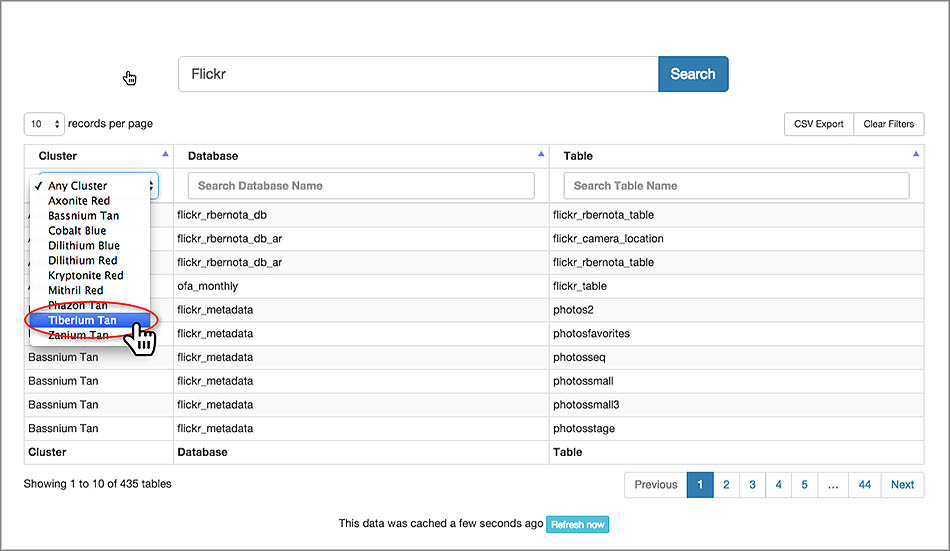 Flickr Search
10 records per page CSV Export Clear Filters
Cluster Database Table
Search Database Name Search Table Name
✓ Any Cluster
Axonite Red
Bassnium Tan
Cobalt Blue
Dilithium Blue
Dilithium Red
Kryptonite Red
Mithril Red
Phazon Tan
Tiberium Tan
Zanium Tan
flickr_rbernota_db flickr_rbernota_table
flickr_rbernota_db_ar flickr_camera_location
flickr_rbernota_db_ar flickr_rbernota_table
ofa_monthly flickr_table
flickr_metadata photos2
flickr_metadata photosfavorites
Bassnium Tan flickr_metadata photosseq
Bassnium Tan flickr_metadata photossmall
Bassnium Tan flickr_metadata photossmall3
Bassnium Tan flickr_metadata photosstage
Cluster Database Table
Showing 1 to 10 of 435 tables Previous 1 2 3 4 5 ... 44 Next
This data was cached a few seconds ago Refresh now